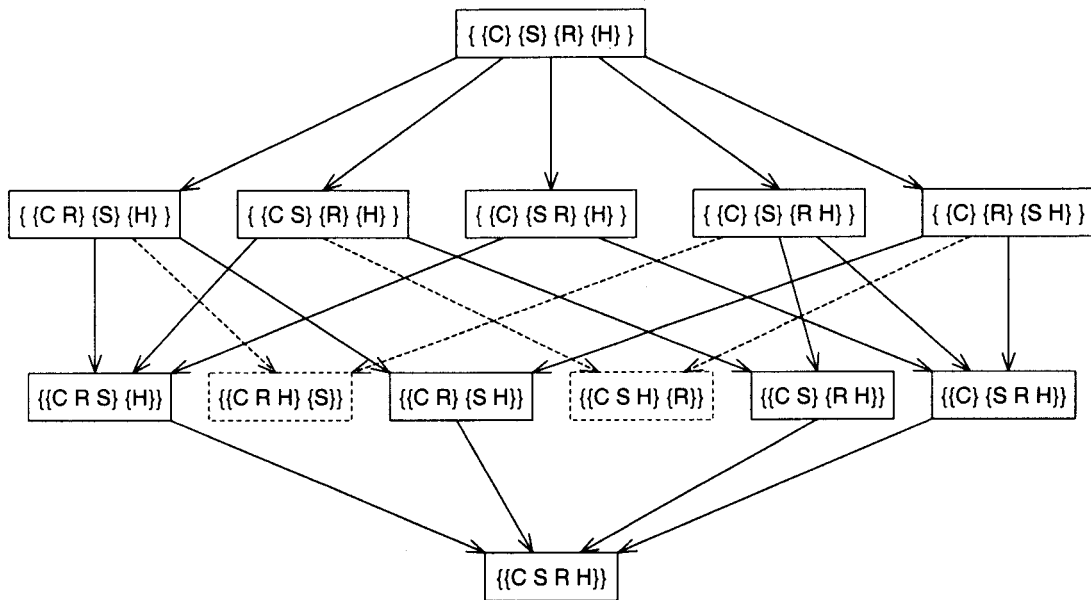 { {C} {S} {R} {H} }
{ {C R} {S} {H} }
{ {C S} {R} {H} }
{ {C} {S R} {H} }
{ {C} {S} {R H} }
{ {C} {R} {S H} }
{{C R S} {H}}
{{C R H} {S}}
{{C R} {S H}}
{{C S H} {R}}
{{C S} {R H}}
{{C} {S R H}}
{{C S R H}}